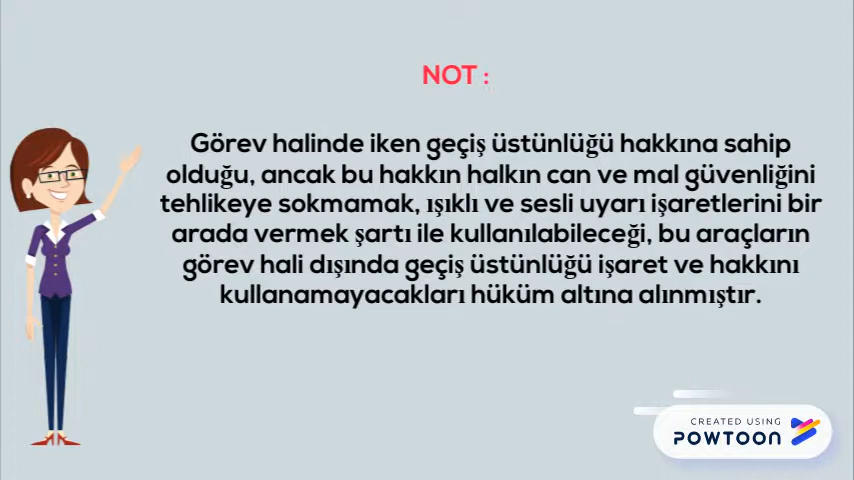 NOT :
Görev halinde iken geçiş üstünlüğü hakkına sahip
olduğu, ancak bu hakkın halkın can ve mal güvenliğini
tehlikeye sokmamak, ışıklı ve sesli uyarı işaretlerini bir
arada vermek şartı ile kullanılabileceği, bu araçların
görev hali dışında geçiş üstünlüğü işaret ve hakkını
kullanamayacakları hüküm altına alınmıştır.
CREATED USING
POWTOON